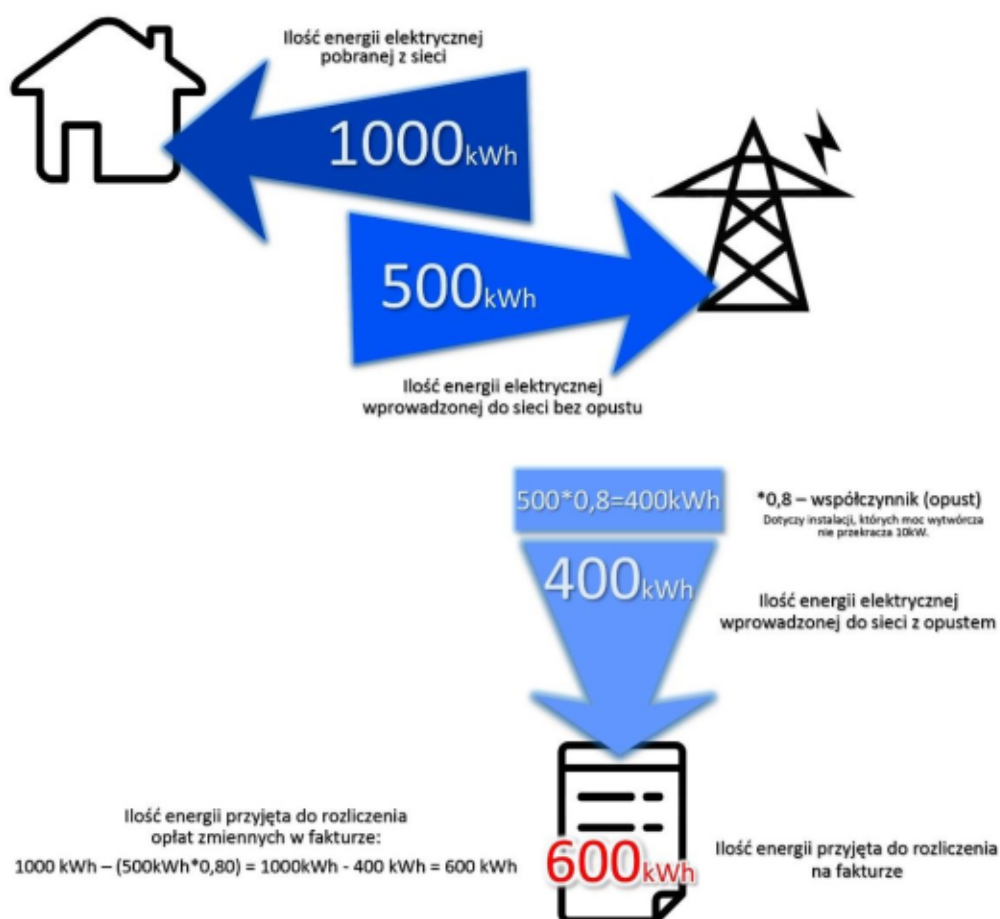 Ilość energii elektrycznej
pobranej z sieci
1000kWh
500kWh
Ilość energii elektrycznej
wprowadzonej do sieci bez opustu
500*0,8=400kWh
*0,8 – współczynnik (opust)
Dotyczy instalacji, których moc wytwórcza
nie przekracza 10kW.
400kWh
Ilość energii elektrycznej
wprowadzonej do sieci z opustem
Ilość energii przyjęta do rozliczenia
opłat zmiennych w fakturze:
1000 kWh – (500kWh*0,80) = 1000kWh - 400 kWh = 600 kWh
600kWh
Ilość energii przyjęta do rozliczenia
na fakturze